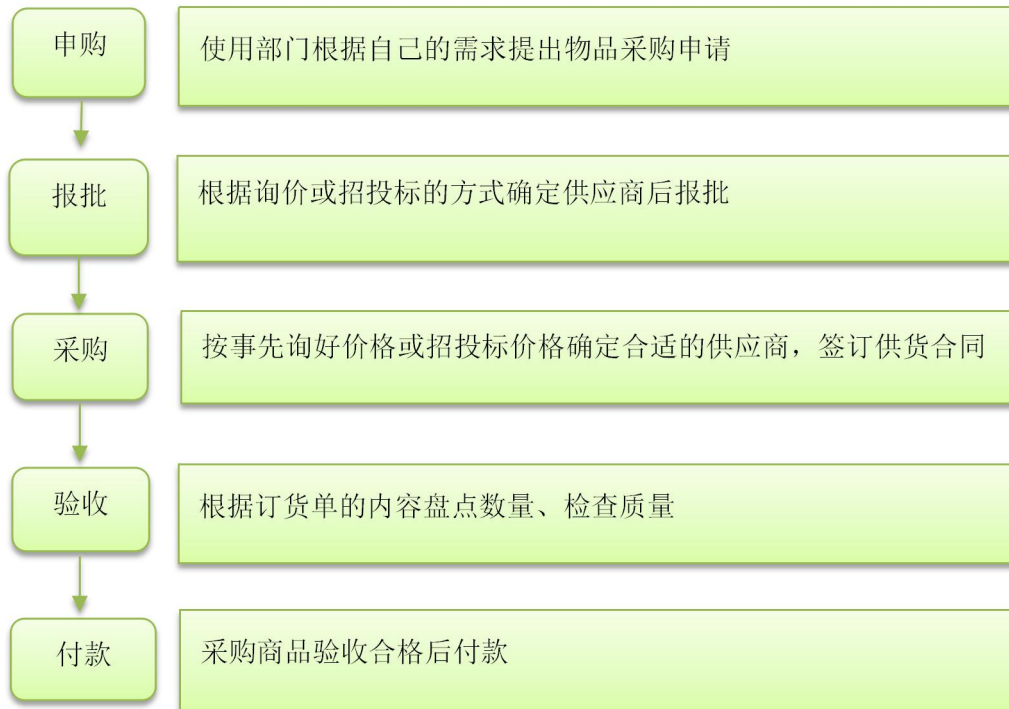 申购
使用部门根据自己的需求提出物品采购申请
报批
根据询价或招投标的方式确定供应商后报批
采购
按事先询好价格或招投标价格确定合适的供应商，签订供货合同
验收
根据订货单的内容盘点数量、检查质量
付款
采购商品验收合格后付款